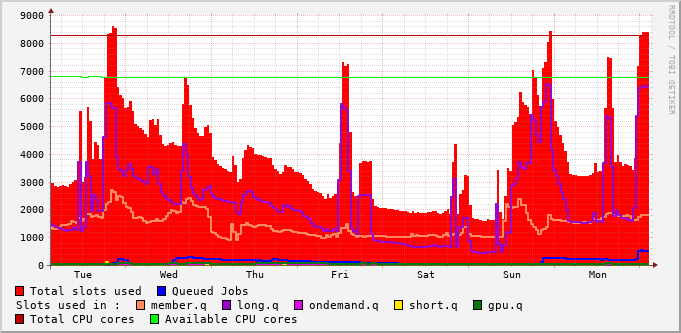 9000
8000
7000
6000
5000
4000
3000
2000
1000
0
Tue Wed Thu Fri Sat Sun Mon
RRDTOOL / TOBI OETIKER
Total slots used Queued Jobs
Slots used in : member.q long.q ondemand.q short.q gpu.q
Total CPU cores Available CPU cores